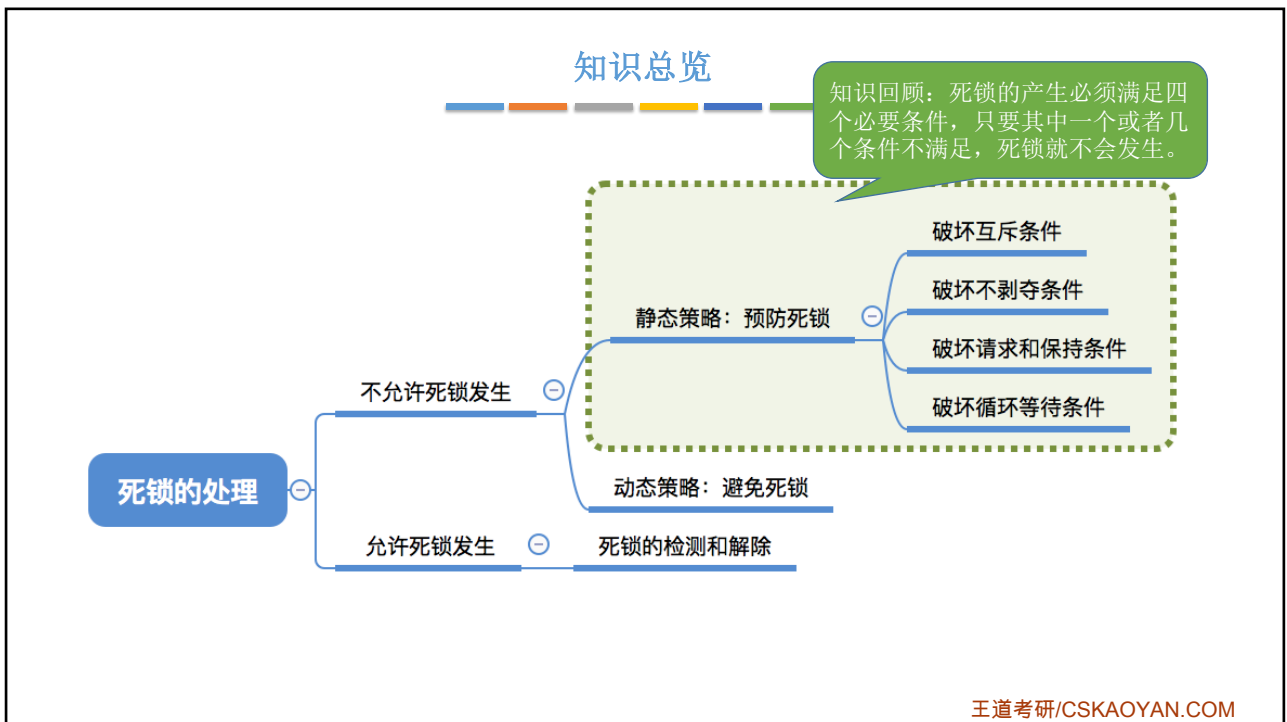 知识总览
知识回顾：死锁的产生必须满足四
个必要条件，只要其中一个或者几
个条件不满足，死锁就不会发生。
破坏互斥条件
破坏不剥夺条件
静态策略：预防死锁
破坏请求和保持条件
不允许死锁发生
破坏循环等待条件
死锁的处理
动态策略：避免死锁
允许死锁发生
死锁的检测和解除
王道考研/CSKAOYAN.COM